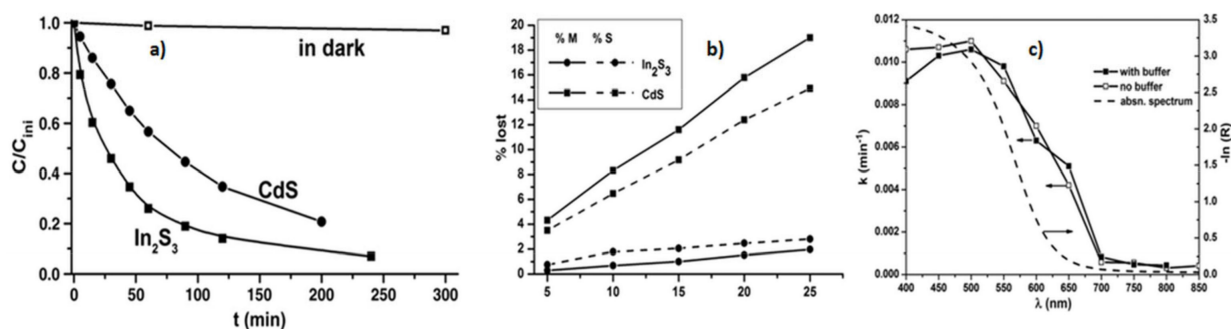 a)
in dark
CdS
In₂S₃
C/C_ini
1.0
0.8
0.6
0.4
0.2
0.0
0 50 100 150 200 250 300
t (min)
b)
% M % S
In₂S₃
CdS
% lost
20
18
16
14
12
10
8
6
4
2
0
5 10 15 20 25
c)
with buffer
no buffer
absn. spectrum
k (min⁻¹)
0.012
0.010
0.008
0.006
0.004
0.002
0.000
400 450 500 550 600 650 700 750 800 850
λ (nm)
3.5
3.0
2.5
2.0
1.5
1.0
0.5
0.0
-ln (R)